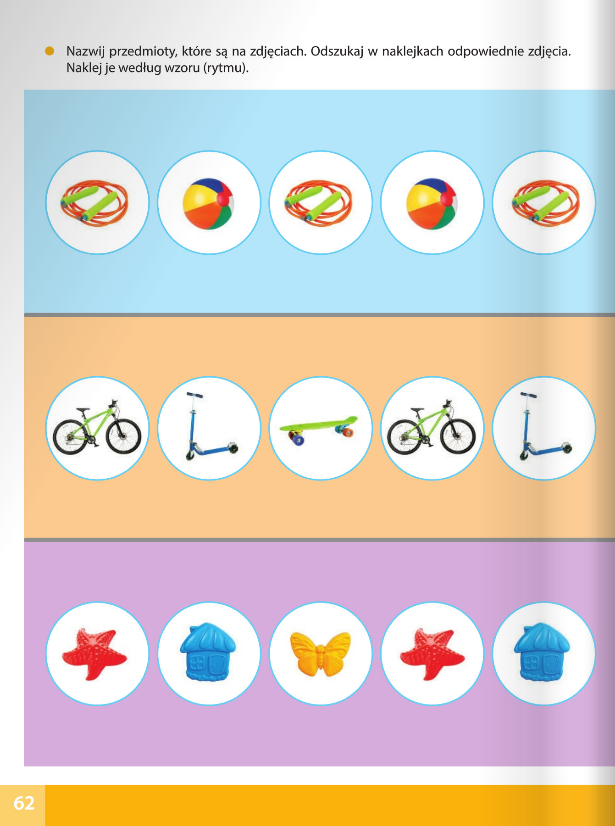 Nazwij przedmioty, które są na zdjęciach. Odszukaj w naklejkach odpowiednie zdjęcia.
Naklej je według wzoru (rytmu).
62